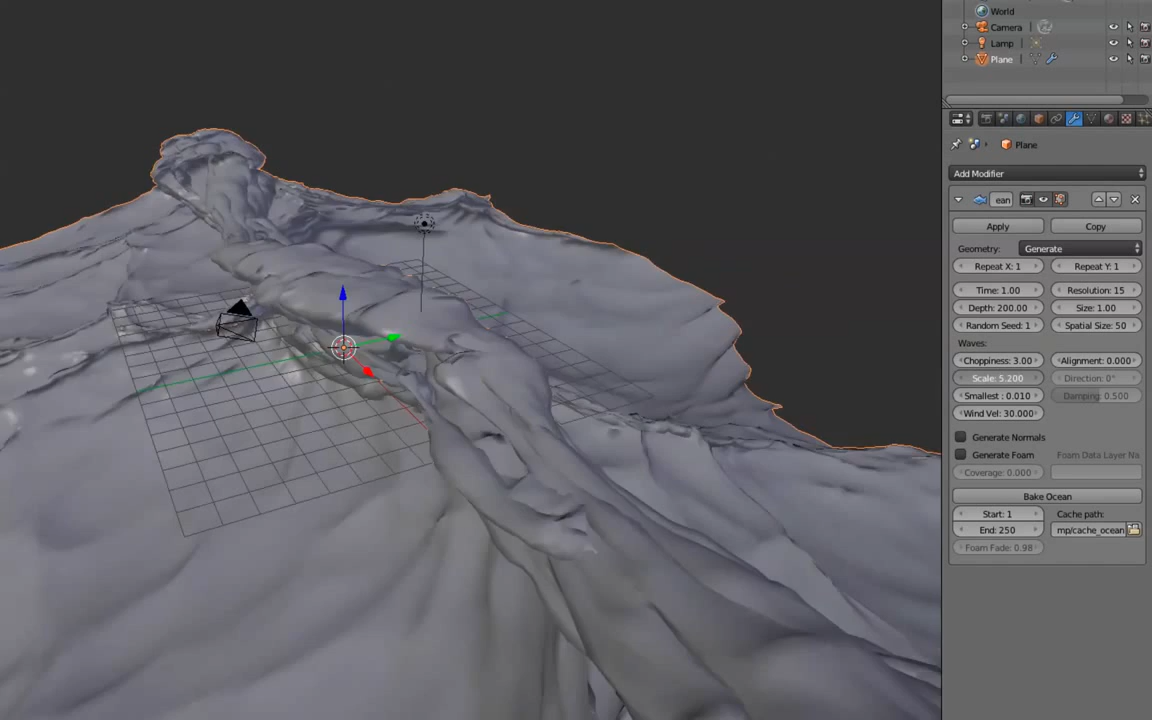 World
Camera
Lamp
Plane
Plane
Add Modifier
ean
Apply
Copy
Geometry: Generate
Repeat X: 1
Repeat Y: 1
Time: 1.00
Resolution: 15
Depth: 200.00
Size: 1.00
Random Seed: 1
Spatial Size: 50
Waves:
Choppiness: 3.00
Alignment: 0.000
Scale: 5.200
Direction: 0°
Smallest : 0.010
Damping: 0.500
Wind Vel: 30.000
Generate Normals
Generate Foam
Foam Data Layer Na
Coverage: 0.000
Bake Ocean
Start: 1
Cache path:
End: 250
mp/cache_ocean
Foam Fade: 0.98